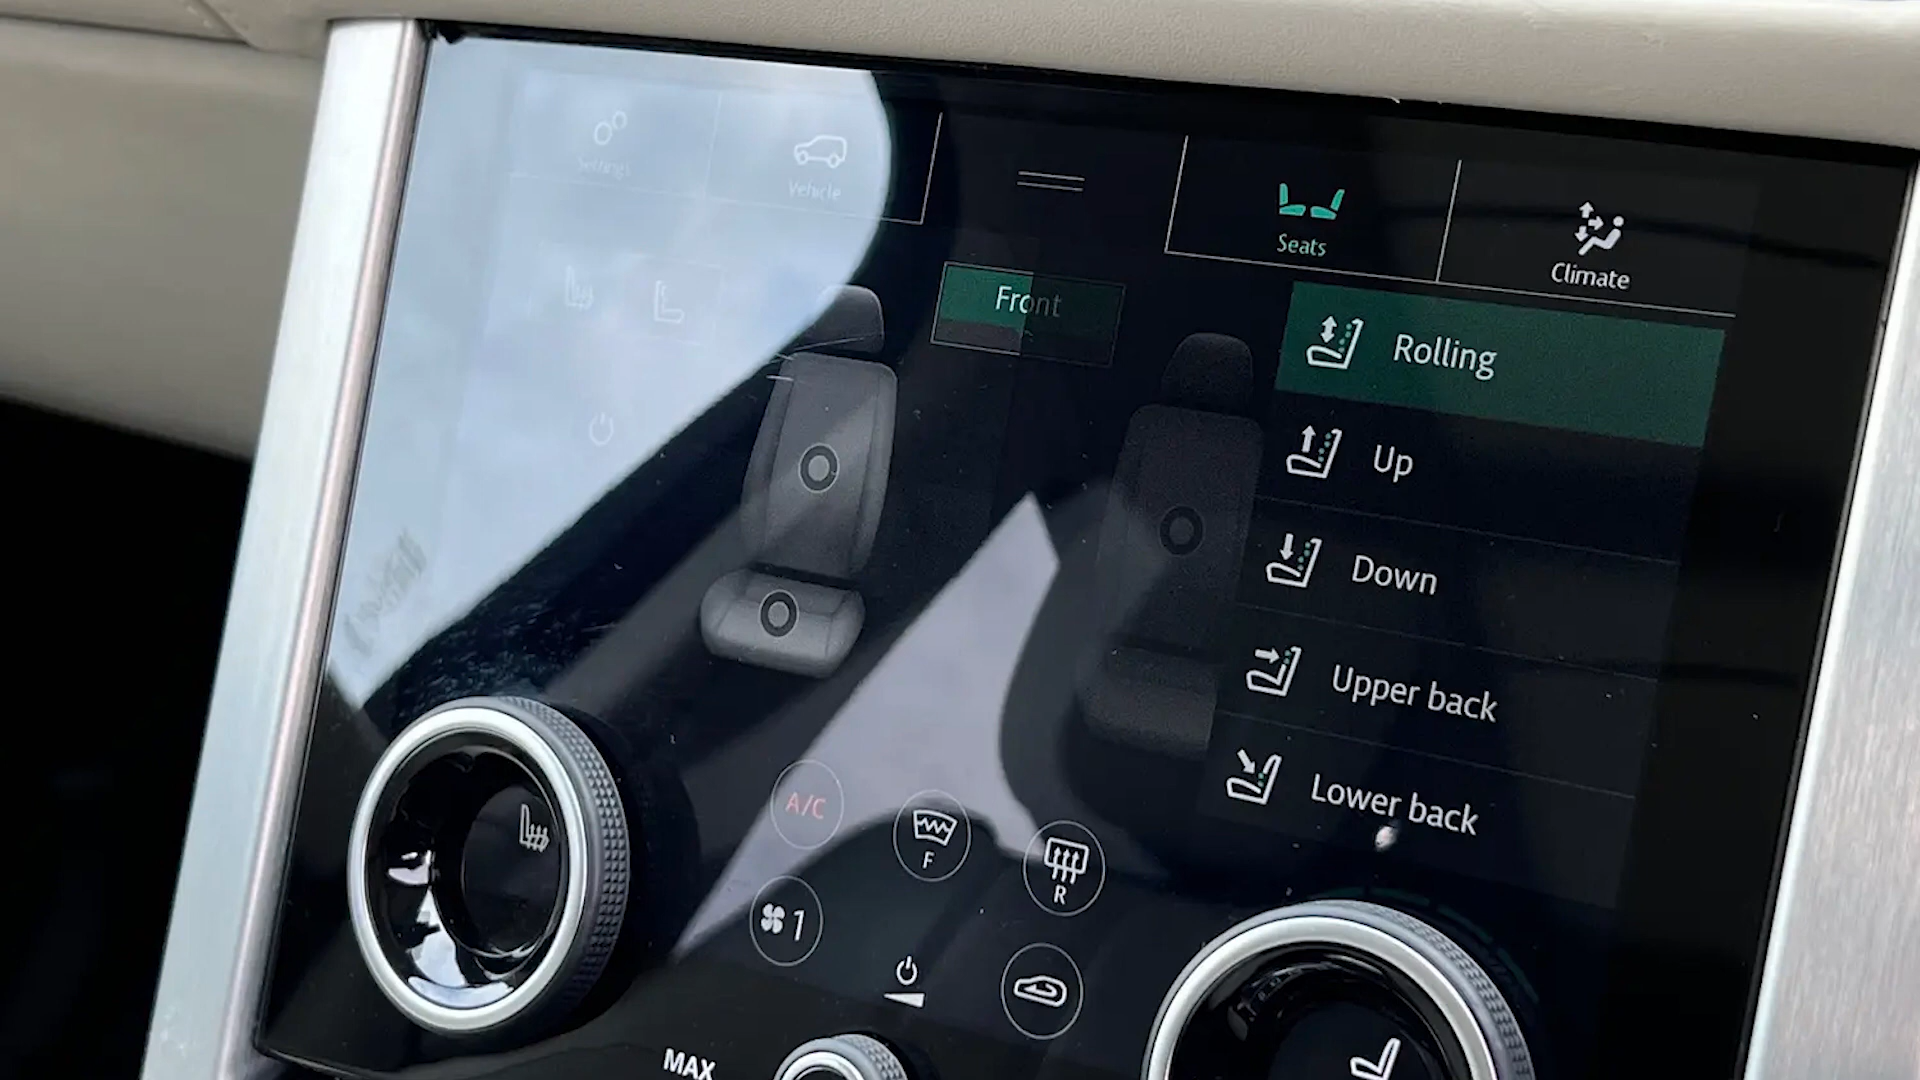 Settings
Vehicle
Seats
Climate
Front
Rolling
Up
Down
Upper back
Lower back
A/C
F
R
1
MAX